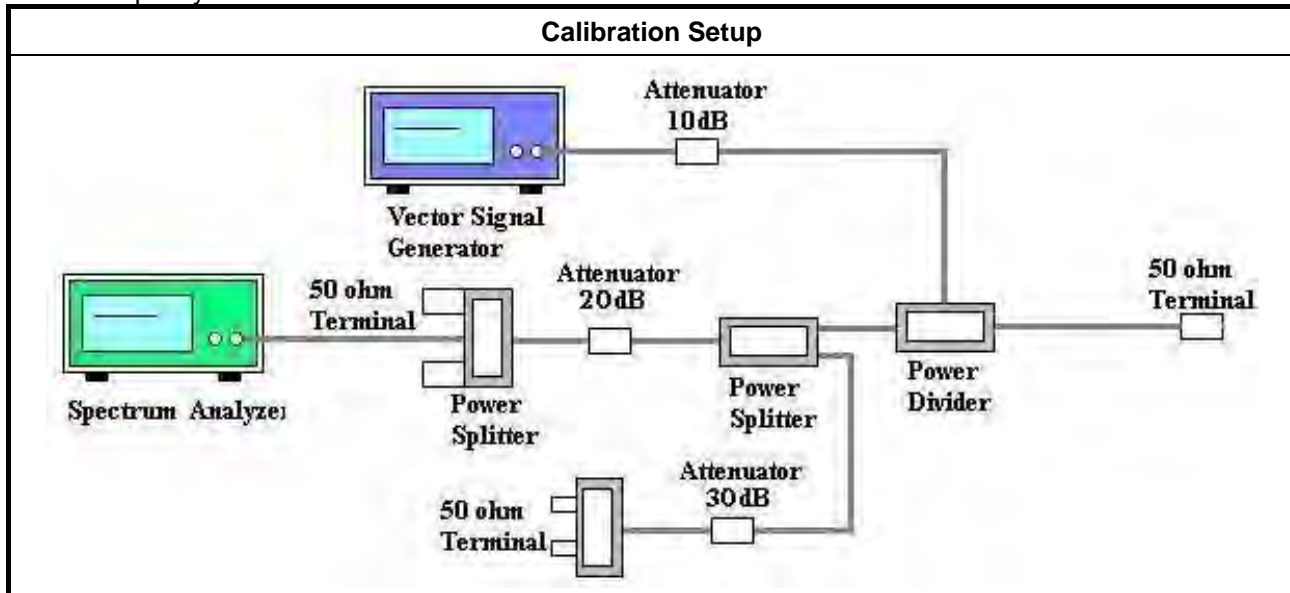 Calibration Setup
Attenuator
10dB
Vector Signal
Generator
50 ohm
Terminal
Attenuator
20dB
50 ohm
Terminal
Spectrum Analyzer
Power
Splitter
Power
Splitter
Power
Divider
50 ohm
Terminal
Attenuator
30dB